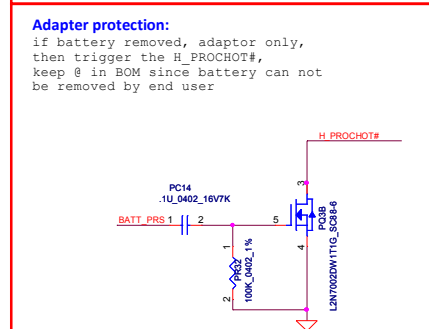 Adapter protection:
if battery removed, adaptor only,
then trigger the H_PROCHOT#,
keep @ in BOM since battery can not
be removed by end user
H_PROCHOT#
PC14
.1U_0402_16V7K
BATT_PRS 1 2
5
3
4
PQ3B
L2N7002DW1T1G_SC88-6
1
2
PR32
100K_0402_1%